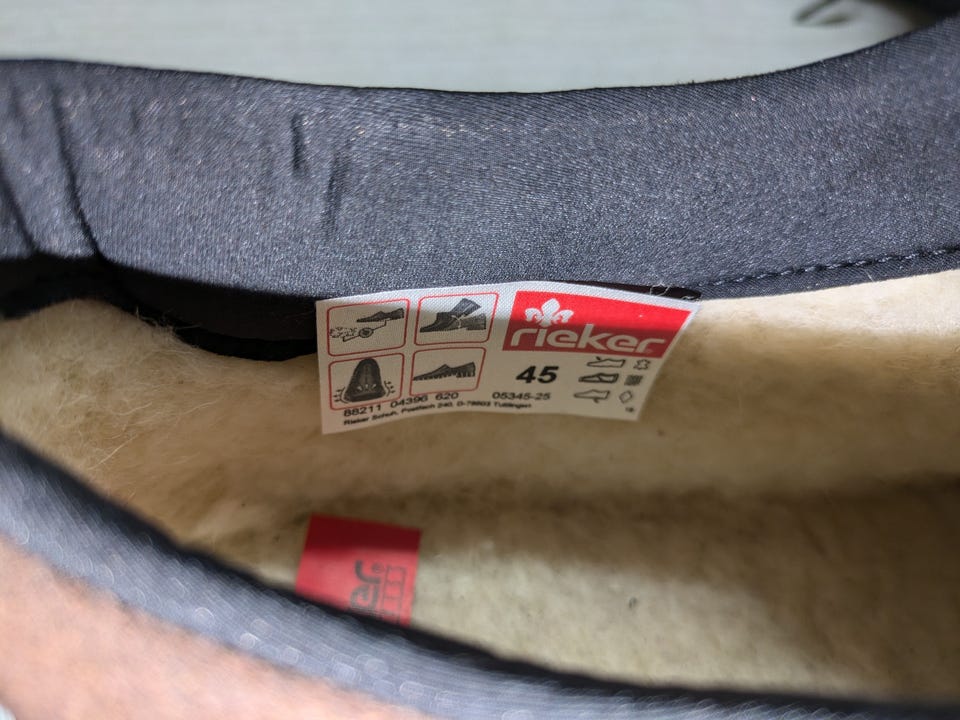 rieker
45
88211 04396 620 05345-25
Rieker Schuh, Postfach 240, D-78503 Tuttlingen